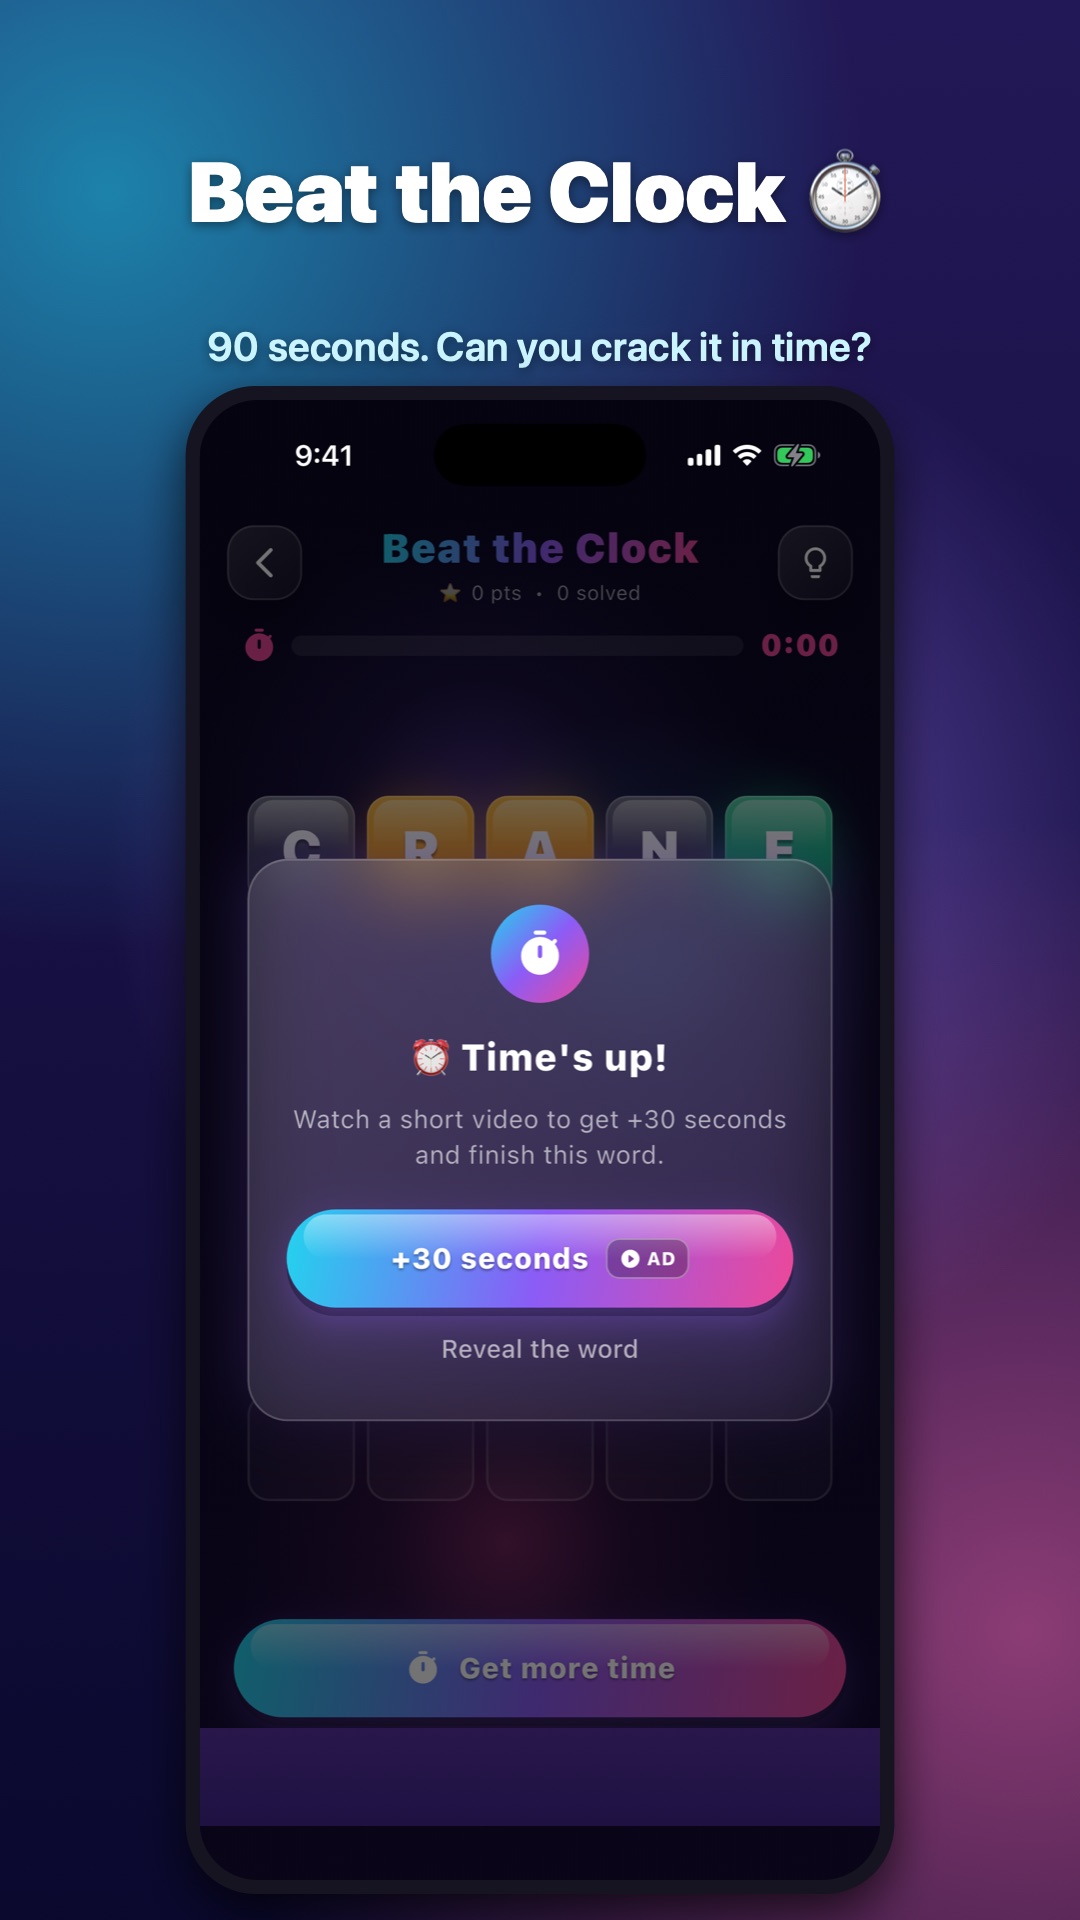 Beat the Clock ⏱️
90 seconds. Can you crack it in time?
9:41
Beat the Clock
⭐ 0 pts • 0 solved
0:00
C R A N E
⏰ Time's up!
Watch a short video to get +30 seconds
and finish this word.
+30 seconds AD
Reveal the word
Get more time